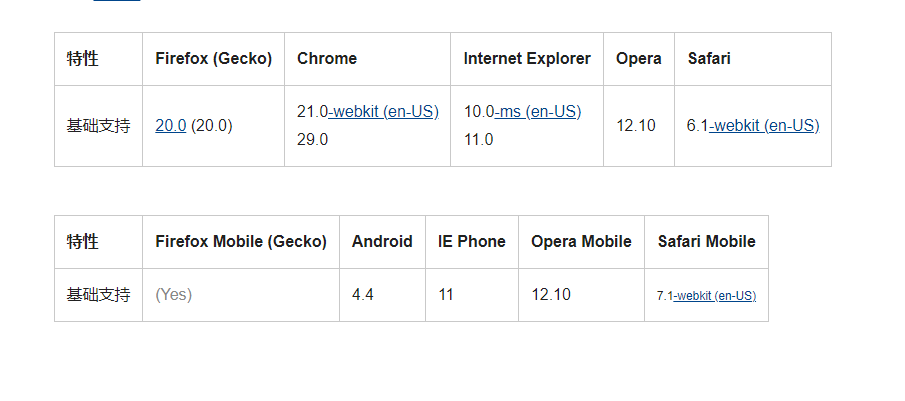 特性 Firefox (Gecko) Chrome Internet Explorer Opera Safari
基础支持 20.0 (20.0) 21.0-webkit (en-US) 10.0-ms (en-US) 12.10 6.1-webkit (en-US)
29.0 11.0
特性 Firefox Mobile (Gecko) Android IE Phone Opera Mobile Safari Mobile
基础支持 (Yes) 4.4 11 12.10 7.1-webkit (en-US)